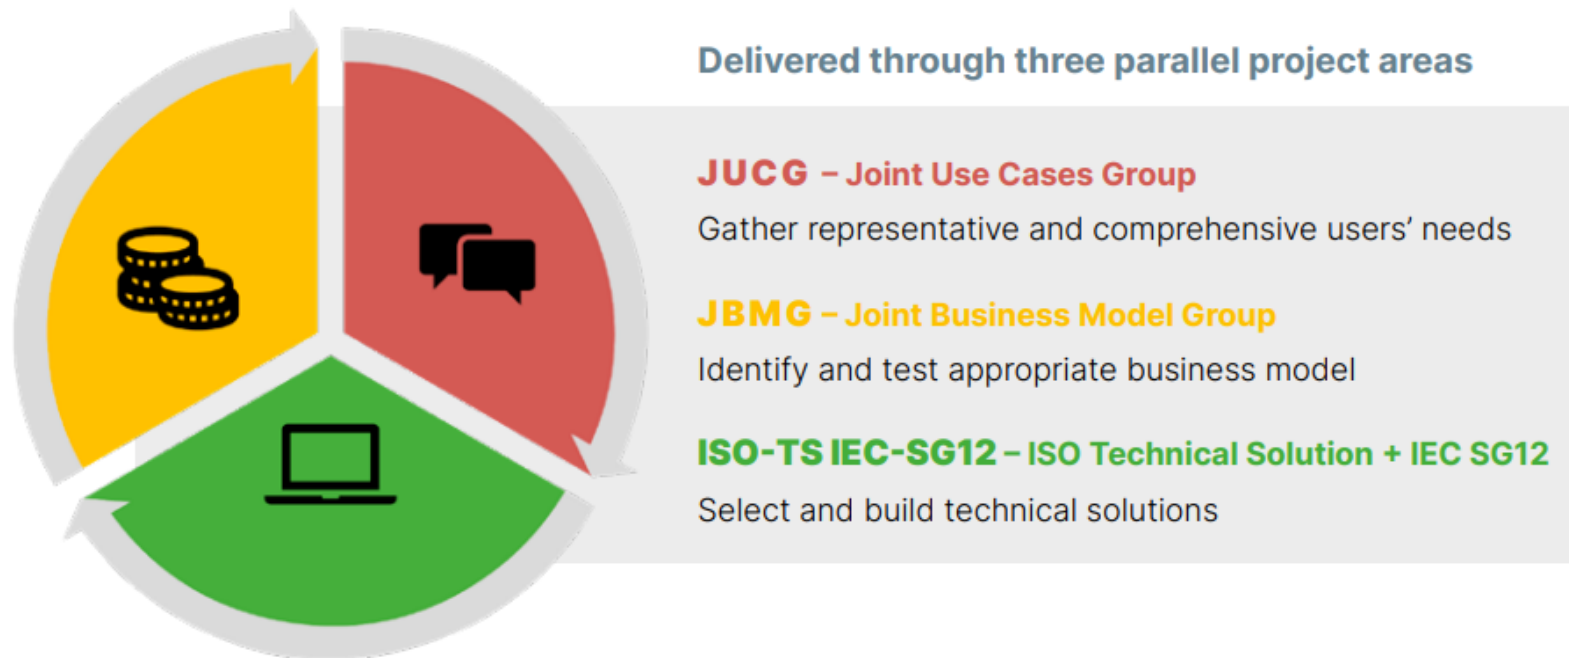 Delivered through three parallel project areas
JUCG – Joint Use Cases Group
Gather representative and comprehensive users’ needs
JBMG – Joint Business Model Group
Identify and test appropriate business model
ISO-TS IEC-SG12 – ISO Technical Solution + IEC SG12
Select and build technical solutions